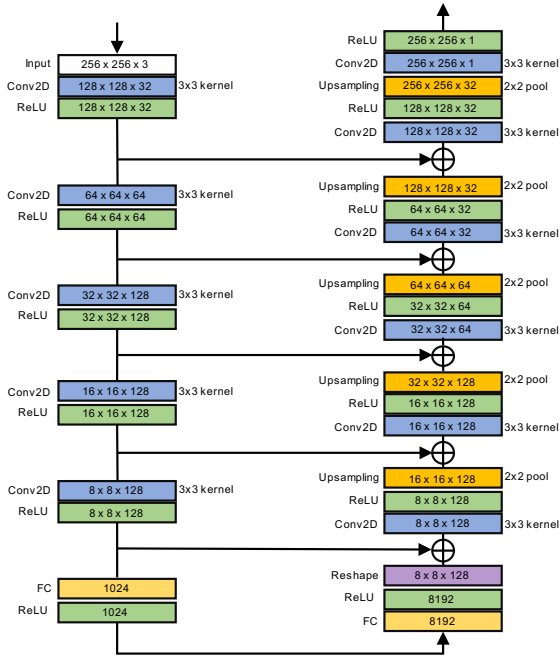 Input 256 x 256 x 3
Conv2D 128 x 128 x 32 3x3 kernel
ReLU 128 x 128 x 32
Conv2D 64 x 64 x 64 3x3 kernel
ReLU 64 x 64 x 64
Conv2D 32 x 32 x 128 3x3 kernel
ReLU 32 x 32 x 128
Conv2D 16 x 16 x 128 3x3 kernel
ReLU 16 x 16 x 128
Conv2D 8 x 8 x 128 3x3 kernel
ReLU 8 x 8 x 128
FC 1024
ReLU 1024
ReLU 256 x 256 x 1
Conv2D 256 x 256 x 1 3x3 kernel
Upsampling 256 x 256 x 32 2x2 pool
ReLU 128 x 128 x 32
Conv2D 128 x 128 x 32 3x3 kernel
Upsampling 128 x 128 x 32 2x2 pool
ReLU 64 x 64 x 32
Conv2D 64 x 64 x 32 3x3 kernel
Upsampling 64 x 64 x 64 2x2 pool
ReLU 32 x 32 x 64
Conv2D 32 x 32 x 64 3x3 kernel
Upsampling 32 x 32 x 128 2x2 pool
ReLU 16 x 16 x 128
Conv2D 16 x 16 x 128 3x3 kernel
Upsampling 16 x 16 x 128 2x2 pool
ReLU 8 x 8 x 128
Conv2D 8 x 8 x 128 3x3 kernel
Reshape 8 x 8 x 128
ReLU 8192
FC 8192